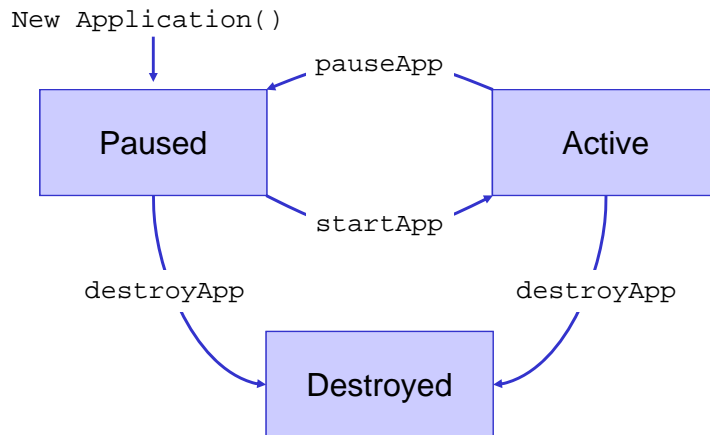 New Application()
pauseApp
Paused
Active
startApp
destroyApp
destroyApp
Destroyed